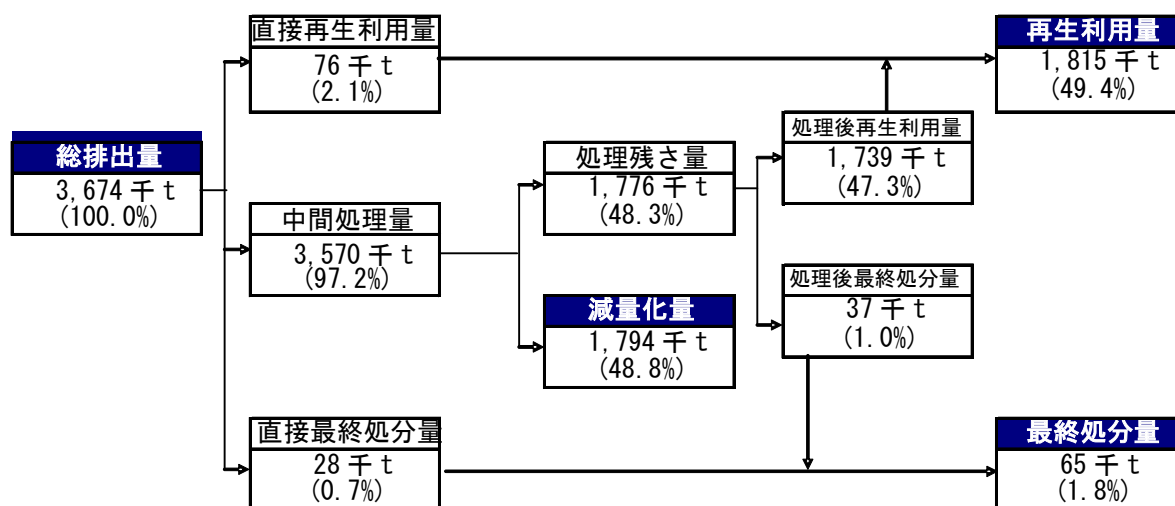 直接再生利用量
76 千 t
(2.1%)
再生利用量
1,815 千 t
(49.4%)
総排出量
3,674 千 t
(100.0%)
処理残さ量
1,776 千 t
(48.3%)
処理後再生利用量
1,739 千 t
(47.3%)
中間処理量
3,570 千 t
(97.2%)
減量化量
1,794 千 t
(48.8%)
処理後最終処分量
37 千 t
(1.0%)
直接最終処分量
28 千 t
(0.7%)
最終処分量
65 千 t
(1.8%)